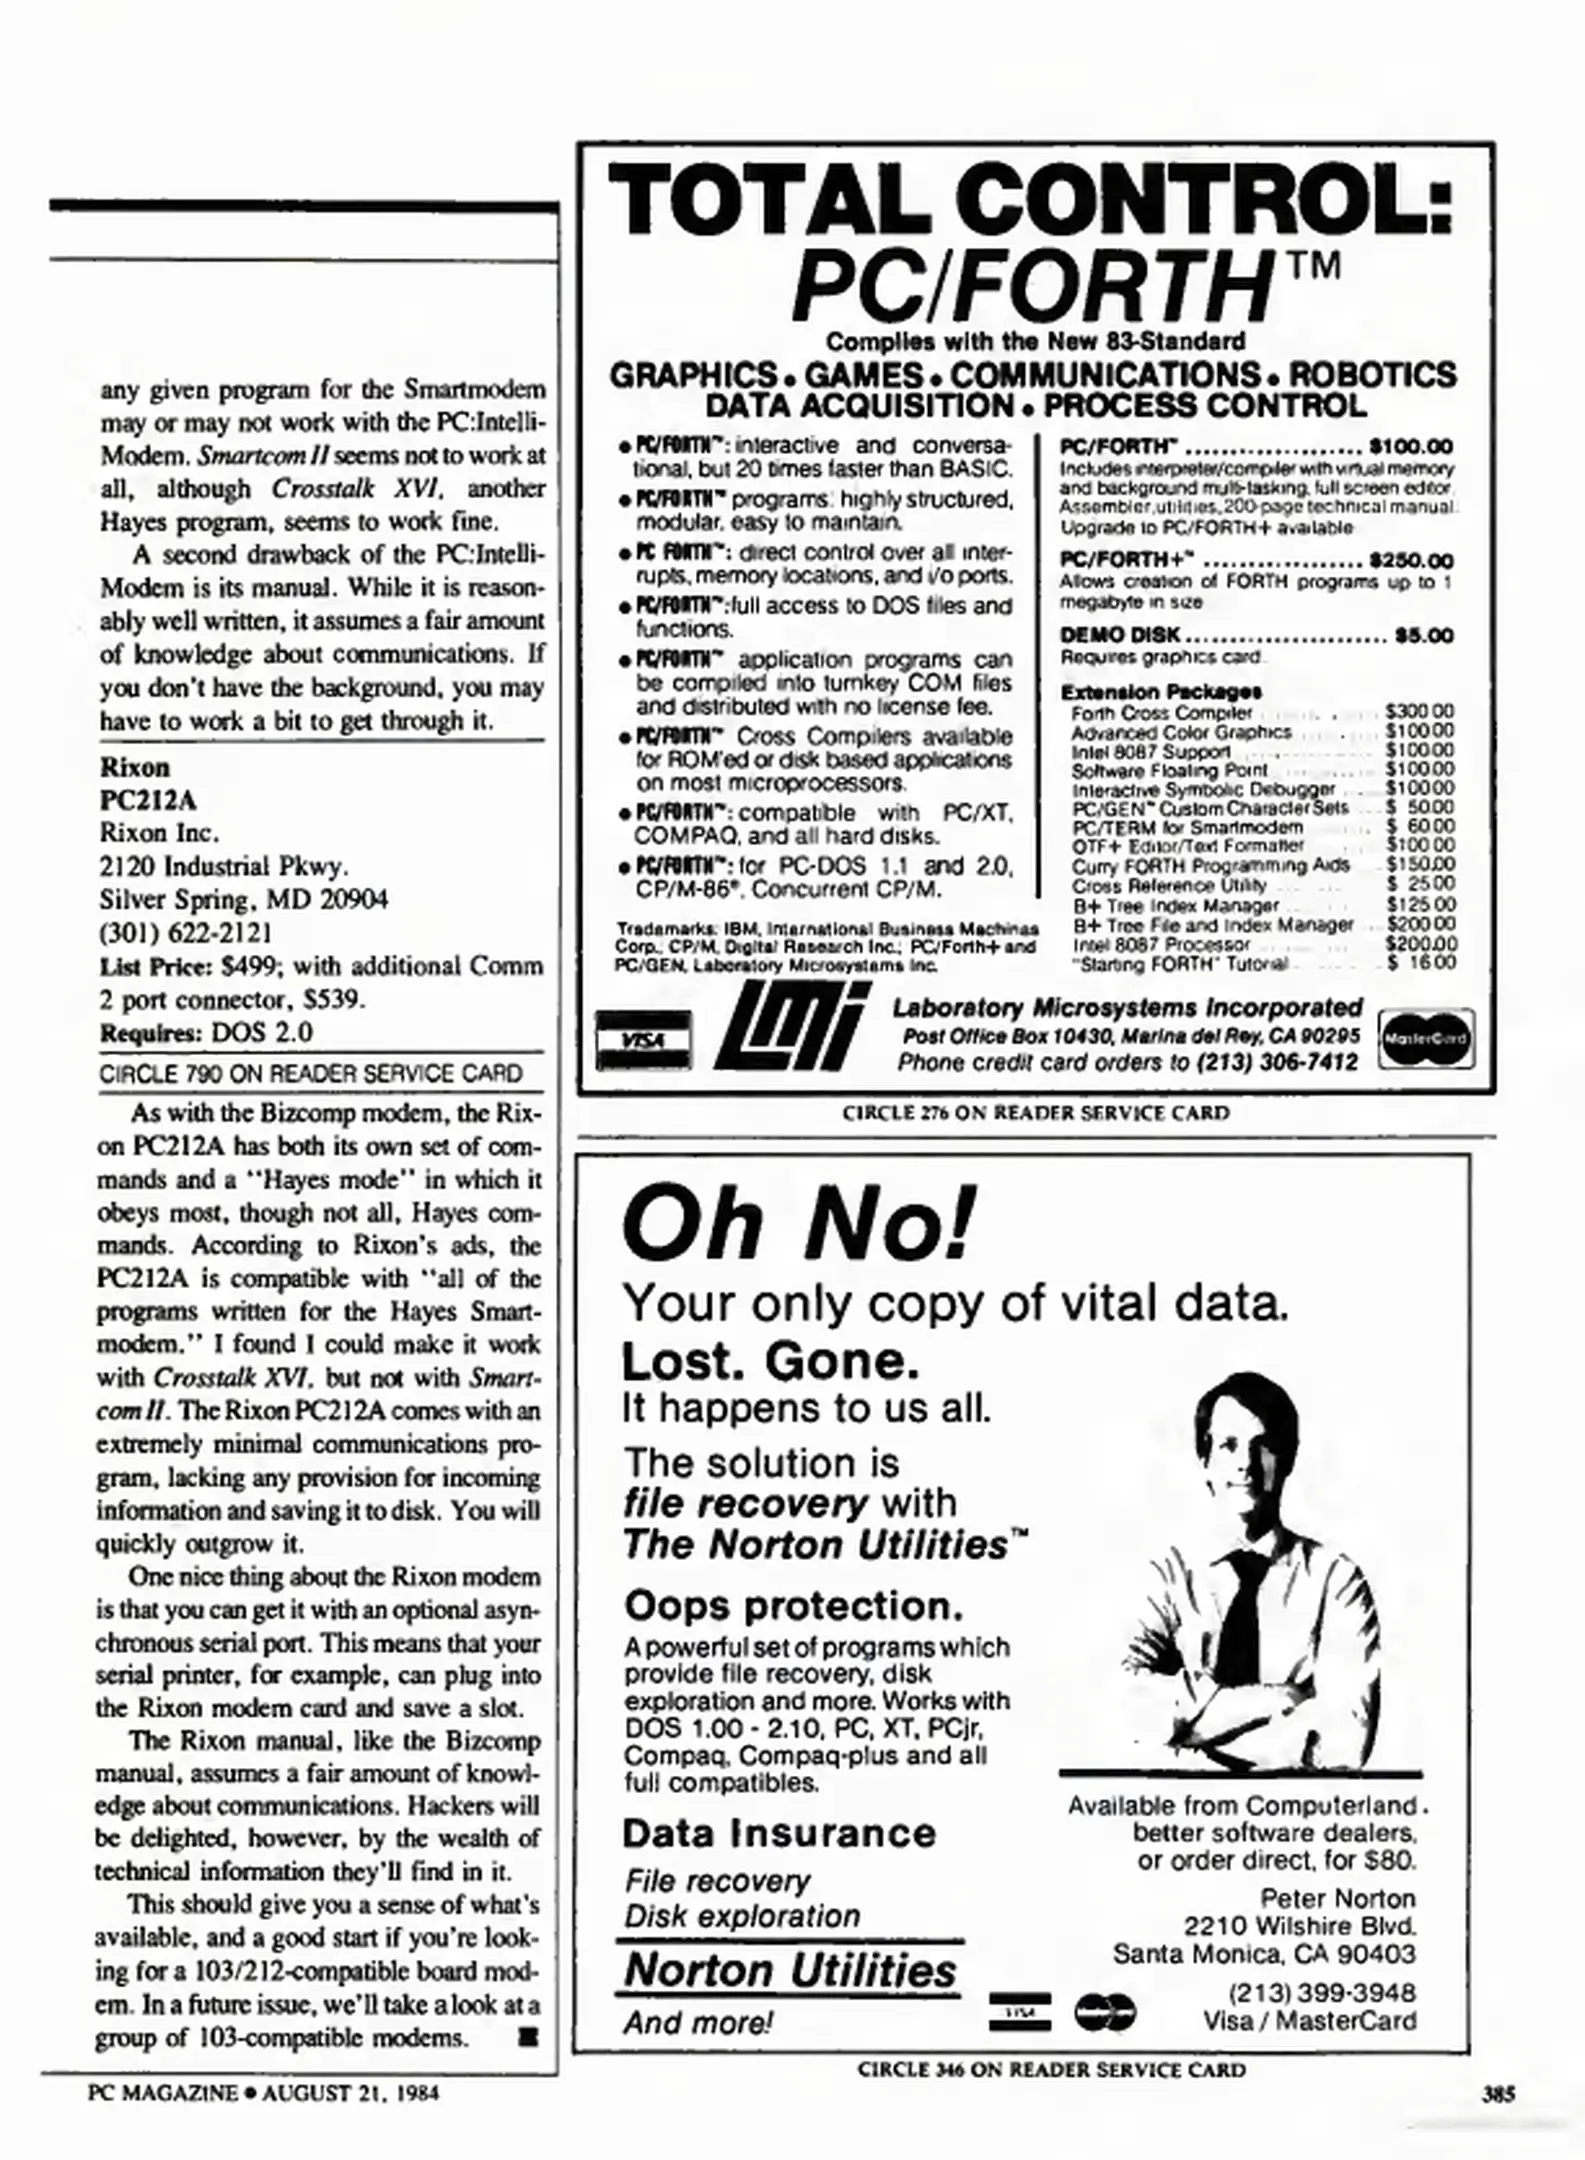 any given program for the Smartmodem
may or may not work with the PC:Intelli-
Modem. Smartcom II seems not to work at
all, although Crosstalk XVI, another
Hayes program, seems to work fine.
A second drawback of the PC:Intelli-
Modem is its manual. While it is reason-
ably well written, it assumes a fair amount
of knowledge about communications. If
you don't have the background, you may
have to work a bit to get through it.
Rixon
PC212A
Rixon Inc.
2120 Industrial Pkwy.
Silver Spring, MD 20904
(301) 622-2121
List Price: $499; with additional Comm
2 port connector, $539.
Requires: DOS 2.0
CIRCLE 790 ON READER SERVICE CARD
As with the Bizcomp modem, the Rix-
on PC212A has both its own set of com-
mands and a "Hayes mode" in which it
obeys most, though not all, Hayes com-
mands. According to Rixon's ads, the
PC212A is compatible with "all of the
programs written for the Hayes Smart-
modem." I found I could make it work
with Crosstalk XVI, but not with Smart-
com II. The Rixon PC212A comes with an
extremely minimal communications pro-
gram, lacking any provision for incoming
information and saving it to disk. You will
quickly outgrow it.
One nice thing about the Rixon modem
is that you can get it with an optional asyn-
chronous serial port. This means that your
serial printer, for example, can plug into
the Rixon modem card and save a slot.
The Rixon manual, like the Bizcomp
manual, assumes a fair amount of knowl-
edge about communications. Hackers will
be delighted, however, by the wealth of
technical information they'll find in it.
This should give you a sense of what's
available, and a good start if you're look-
ing for a 103/212-compatible board mod-
em. In a future issue, we'll take a look at a
group of 103-compatible modems. ■
TOTAL CONTROL:
PC/FORTH™
Complies with the New 83-Standard
GRAPHICS • GAMES • COMMUNICATIONS • ROBOTICS
DATA ACQUISITION • PROCESS CONTROL
• PC/FORTH™: interactive and conversa-
tional, but 20 times faster than BASIC.
• PC/FORTH™ programs: highly structured,
modular, easy to maintain.
• PC FORTH™: direct control over all inter-
rupts, memory locations, and i/o ports.
• PC/FORTH™: full access to DOS files and
functions.
• PC/FORTH™ application programs can
be compiled into turnkey COM files
and distributed with no license fee.
• PC/FORTH™ Cross Compilers available
for ROM'ed or disk based applications
on most microprocessors.
• PC/FORTH™: compatible with PC/XT,
COMPAQ, and all hard disks.
• PC/FORTH™: for PC-DOS 1.1 and 2.0,
CP/M-86®, Concurrent CP/M.
Trademarks: IBM, International Business Machines
Corp.; CP/M, Digital Research Inc.; PC/Forth+ and
PC/GEN, Laboratory Microsystems Inc.
PC/FORTH™ .................... $100.00
Includes interpreter/compiler with virtual memory
and background multi-tasking, full screen editor,
Assembler, utilities, 200-page technical manual.
Upgrade to PC/FORTH+ available
PC/FORTH+™ .................. $250.00
Allows creation of FORTH programs up to 1
megabyte in size
DEMO DISK ....................... $5.00
Requires graphics card.
Extension Packages
Forth Cross Compiler $300.00
Advanced Color Graphics $100.00
Intel 8087 Support $100.00
Software Floating Point $100.00
Interactive Symbolic Debugger $100.00
PC/GEN™ Custom Character Sets $ 50.00
PC/TERM for Smartmodem $ 60.00
QTF+ Editor/Text Formatter $100.00
Curry FORTH Programming Aids $150.00
Cross Reference Utility $ 25.00
B+ Tree Index Manager $125.00
B+ Tree File and Index Manager $200.00
Intel 8087 Processor $200.00
"Starting FORTH" Tutorial $ 16.00
VISA
LMI
Laboratory Microsystems Incorporated
Post Office Box 10430, Marina del Rey, CA 90295
Phone credit card orders to (213) 306-7412
MasterCard
CIRCLE 276 ON READER SERVICE CARD
Oh No!
Your only copy of vital data.
Lost. Gone.
It happens to us all.
The solution is
file recovery with
The Norton Utilities™
Oops protection.
A powerful set of programs which
provide file recovery, disk
exploration and more. Works with
DOS 1.00 - 2.10, PC, XT, PCjr,
Compaq, Compaq-plus and all
full compatibles.
Data Insurance
File recovery
Disk exploration
Norton Utilities
And more!
Available from Computerland,
better software dealers,
or order direct, for $80.
Peter Norton
2210 Wilshire Blvd.
Santa Monica, CA 90403
(213) 399-3948
Visa / MasterCard
VISA
CIRCLE 346 ON READER SERVICE CARD
PC MAGAZINE • AUGUST 21, 1984
385